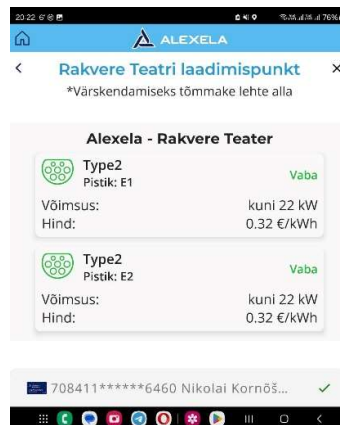 20:22
76%
ALEXELA
Rakvere Teatri laadimispunkt
*Värskendamiseks tõmmake lehte alla
Alexela - Rakvere Teater
Type2
Pistik: E1
Vaba
Võimsus: kuni 22 kW
Hind: 0.32 €/kWh
Type2
Pistik: E2
Vaba
Võimsus: kuni 22 kW
Hind: 0.32 €/kWh
708411******6460 Nikolai Kornõš...